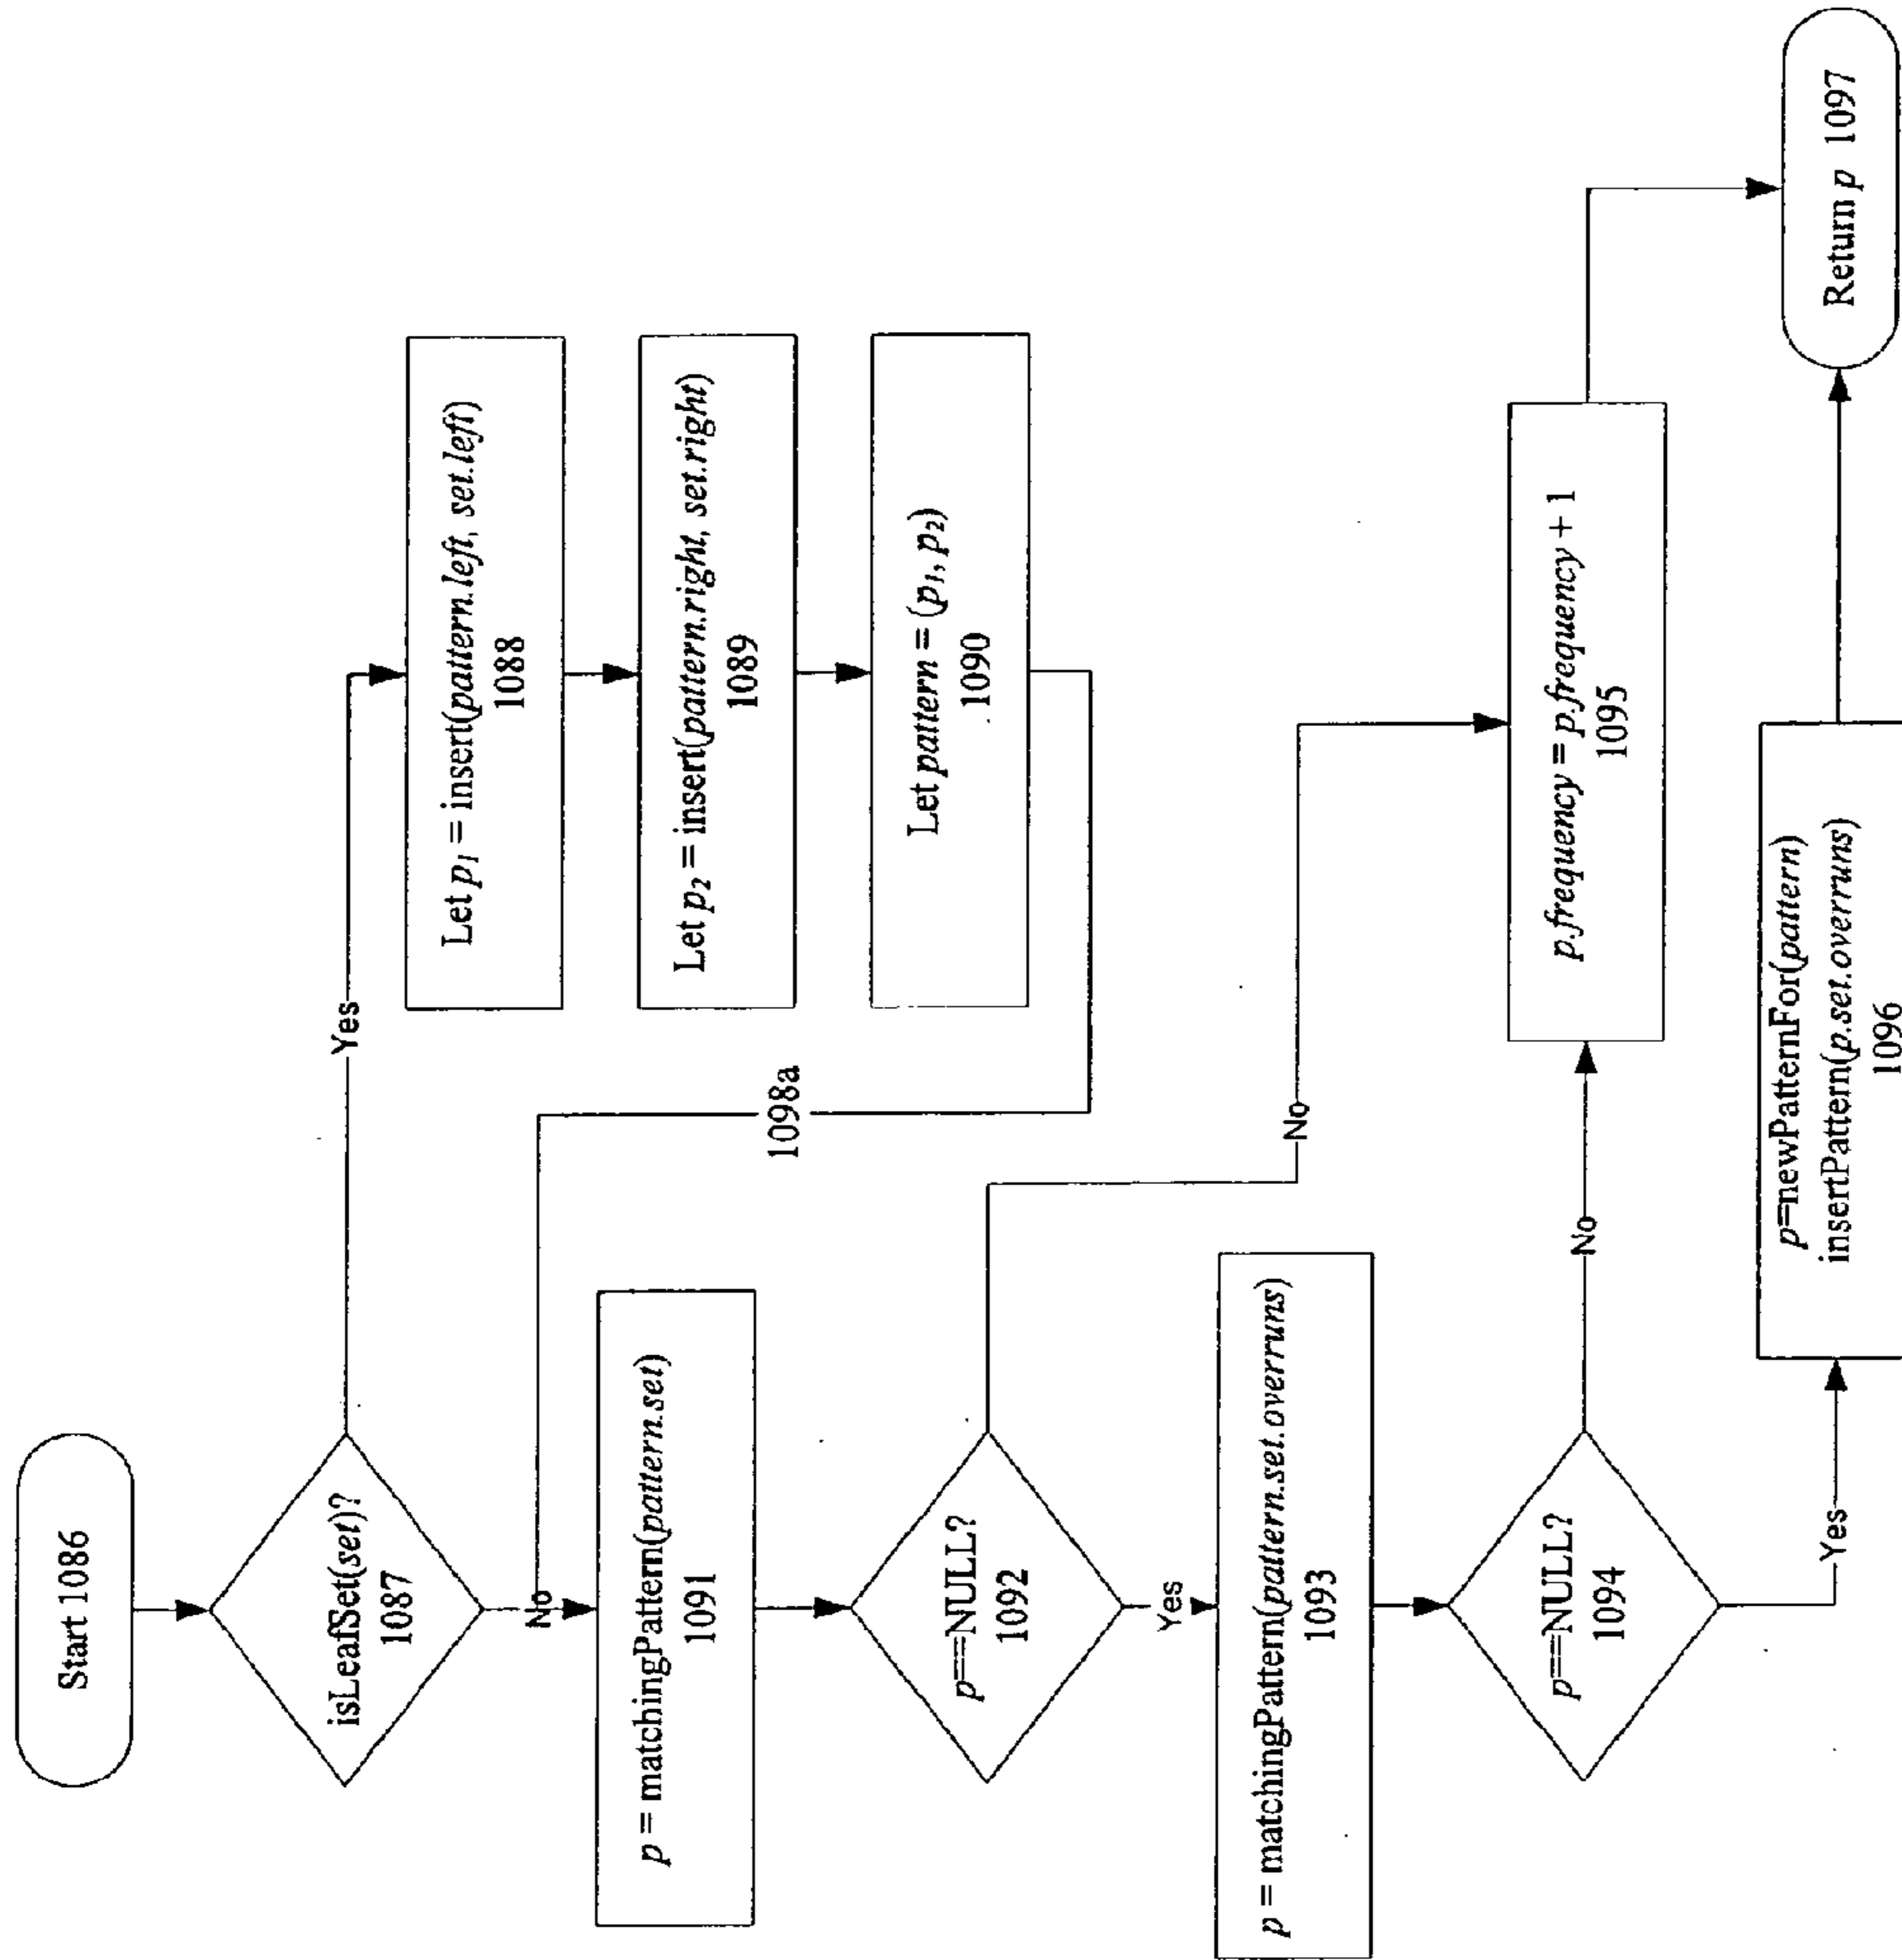 Start 1086
isLeafSet(set)?
1087
Yes
Let p₁ = insert(pattern.left, set.left)
1088
Let p₂ = insert(pattern.right, set.right)
1089
Let pattern = (p₁, p₂)
1090
1098a
No
p = matchingPattern(pattern.set)
1091
p==NULL?
1092
No
Yes
p = matchingPattern(pattern.set.overruns)
1093
p==NULL?
1094
No
p.frequency = p.frequency + 1
1095
Yes
p=newPatternFor(pattern)
insertPattern(p.set.overruns)
1096
Return p 1097